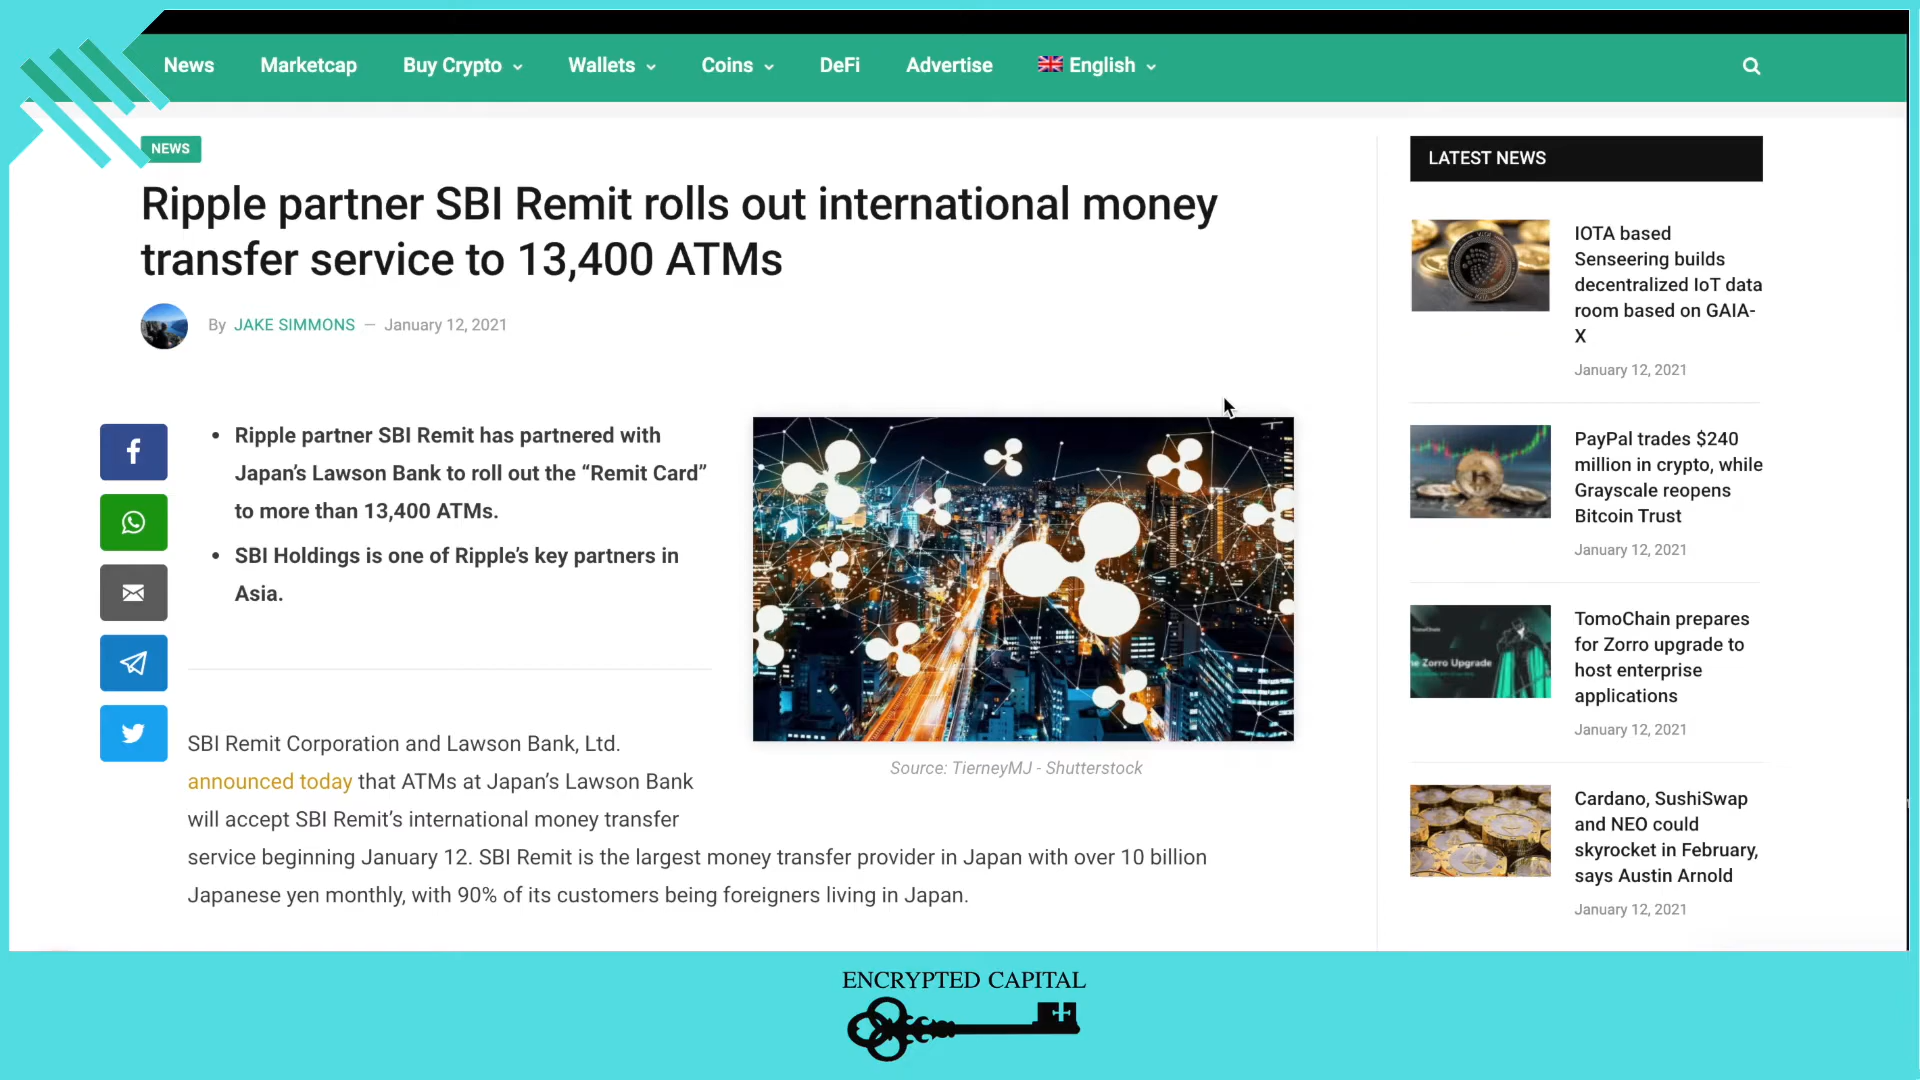 News Marketcap Buy Crypto Wallets Coins DeFi Advertise English
NEWS
Ripple partner SBI Remit rolls out international money
transfer service to 13,400 ATMs
By JAKE SIMMONS — January 12, 2021
• Ripple partner SBI Remit has partnered with
Japan’s Lawson Bank to roll out the “Remit Card”
to more than 13,400 ATMs.
• SBI Holdings is one of Ripple’s key partners in
Asia.
Source: TierneyMJ - Shutterstock
SBI Remit Corporation and Lawson Bank, Ltd.
announced today that ATMs at Japan’s Lawson Bank
will accept SBI Remit’s international money transfer
service beginning January 12. SBI Remit is the largest money transfer provider in Japan with over 10 billion
Japanese yen monthly, with 90% of its customers being foreigners living in Japan.
LATEST NEWS
IOTA based
Senseering builds
decentralized IoT data
room based on GAIA-
X
January 12, 2021
PayPal trades $240
million in crypto, while
Grayscale reopens
Bitcoin Trust
January 12, 2021
Zorro Upgrade
TomoChain prepares
for Zorro upgrade to
host enterprise
applications
January 12, 2021
Cardano, SushiSwap
and NEO could
skyrocket in February,
says Austin Arnold
January 12, 2021
ENCRYPTED CAPITAL